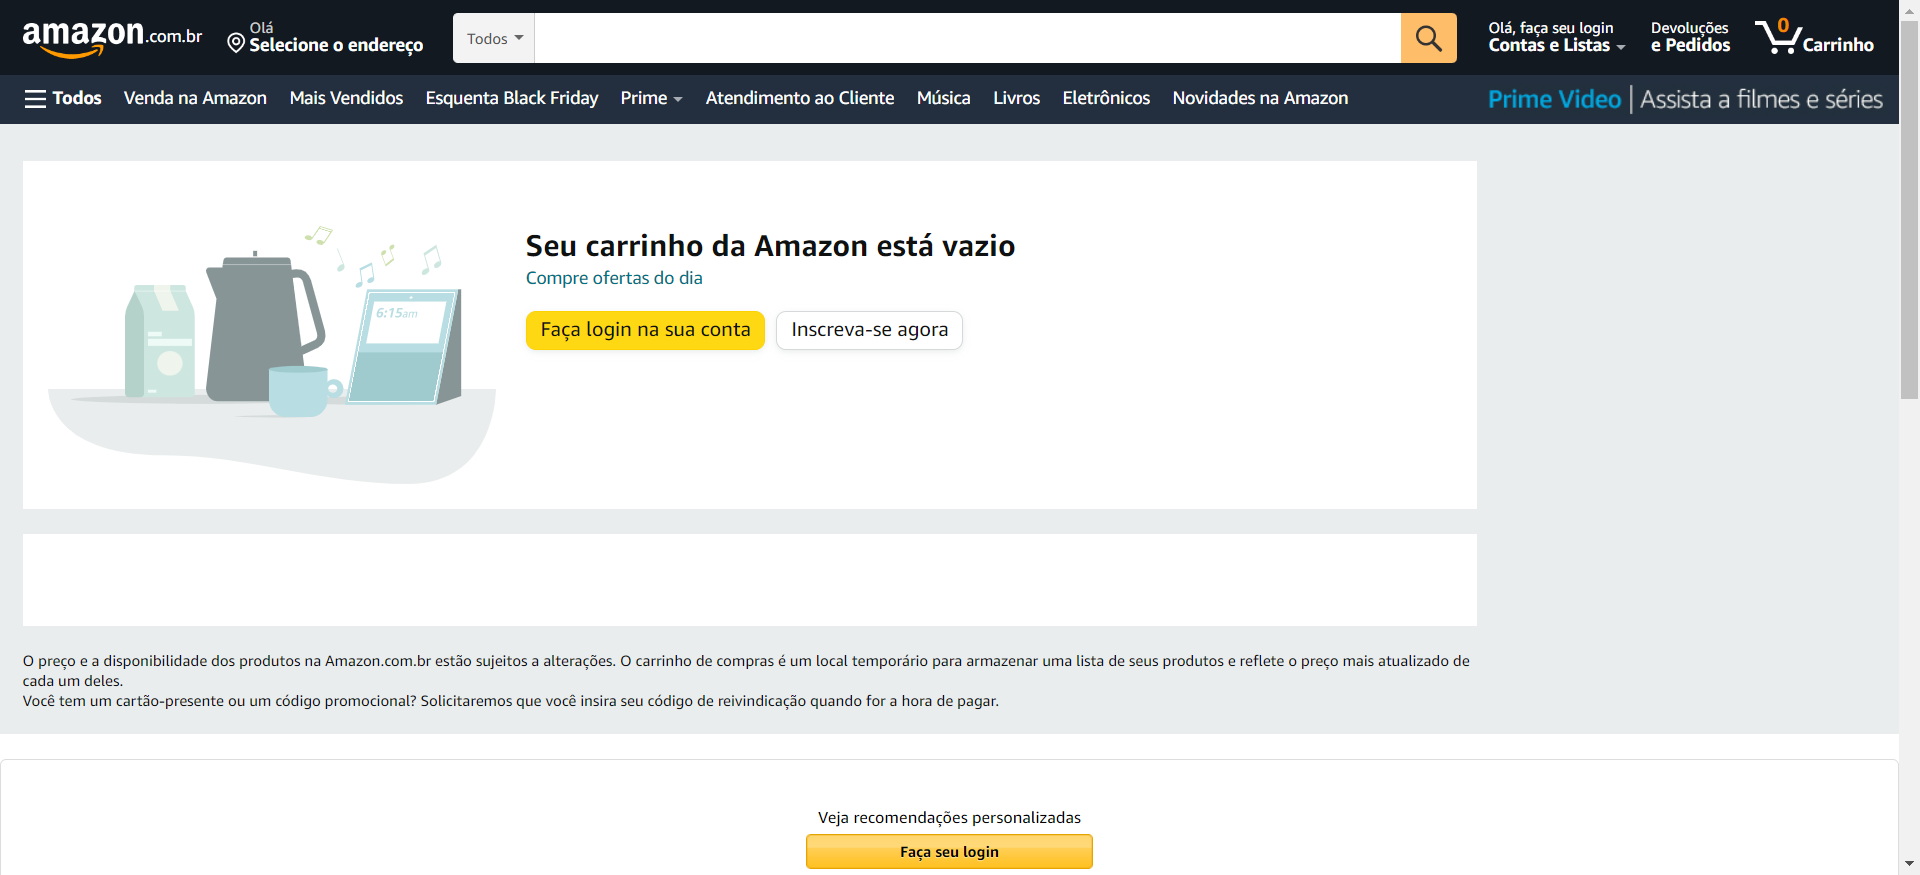 amazon.com.br
Olá
Selecione o endereço
Todos
Olá, faça seu login
Contas e Listas
Devoluções
e Pedidos
0
Carrinho
Todos
Venda na Amazon
Mais Vendidos
Esquenta Black Friday
Prime
Atendimento ao Cliente
Música
Livros
Eletrônicos
Novidades na Amazon
Prime Video | Assista a filmes e séries
6:15am
Seu carrinho da Amazon está vazio
Compre ofertas do dia
Faça login na sua conta
Inscreva-se agora
O preço e a disponibilidade dos produtos na Amazon.com.br estão sujeitos a alterações. O carrinho de compras é um local temporário para armazenar uma lista de seus produtos e reflete o preço mais atualizado de
cada um deles.
Você tem um cartão-presente ou um código promocional? Solicitaremos que você insira seu código de reivindicação quando for a hora de pagar.
Veja recomendações personalizadas
Faça seu login